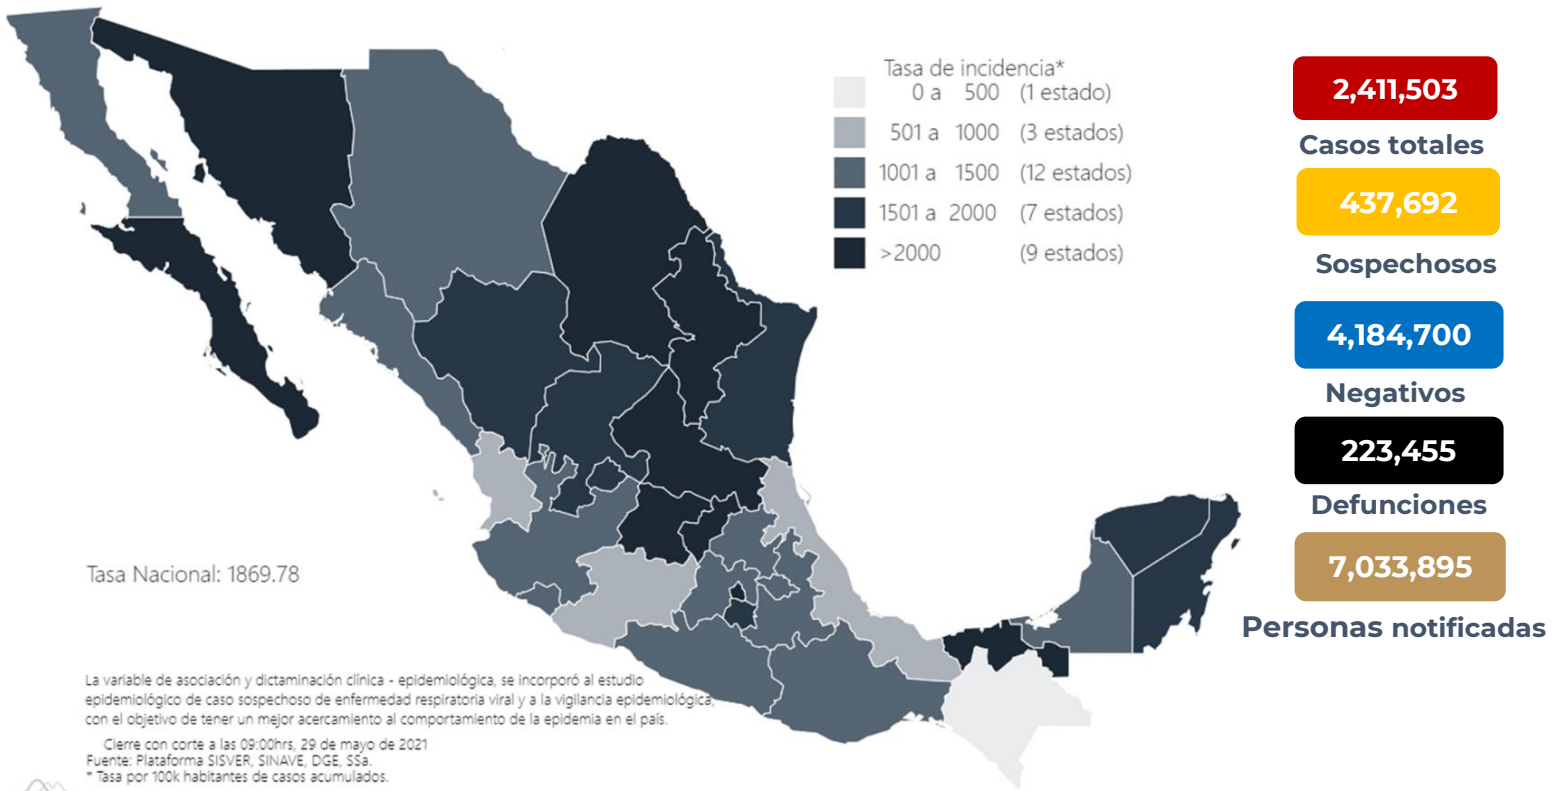 Tasa de incidencia*
0 a 500 (1 estado)
501 a 1000 (3 estados)
1001 a 1500 (12 estados)
1501 a 2000 (7 estados)
>2000 (9 estados)
2,411,503
Casos totales
437,692
Sospechosos
4,184,700
Negativos
223,455
Defunciones
7,033,895
Personas notificadas
Tasa Nacional: 1869.78
La variable de asociación y dictaminación clínica - epidemiológica, se incorporó al estudio
epidemiológico de caso sospechoso de enfermedad respiratoria viral y a la vigilancia epidemiológica,
con el objetivo de tener un mejor acercamiento al comportamiento de la epidemia en el país.
Cierre con corte a las 09:00hrs, 29 de mayo de 2021
Fuente: Plataforma SISVER, SINAVE, DGE, SSa.
* Tasa por 100k habitantes de casos acumulados.